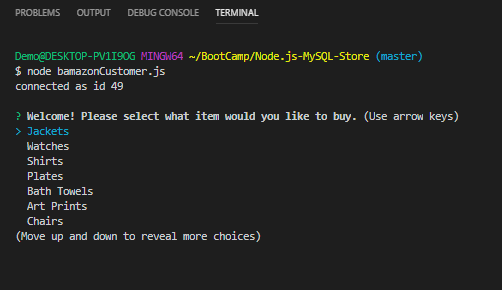 PROBLEMS OUTPUT DEBUG CONSOLE TERMINAL
Demo@DESKTOP-PV1I9OG MINGW64 ~/BootCamp/Node.js-MySQL-Store (master)
$ node bamazonCustomer.js
connected as id 49
? Welcome! Please select what item would you like to buy. (Use arrow keys)
> Jackets
Watches
Shirts
Plates
Bath Towels
Art Prints
Chairs
(Move up and down to reveal more choices)